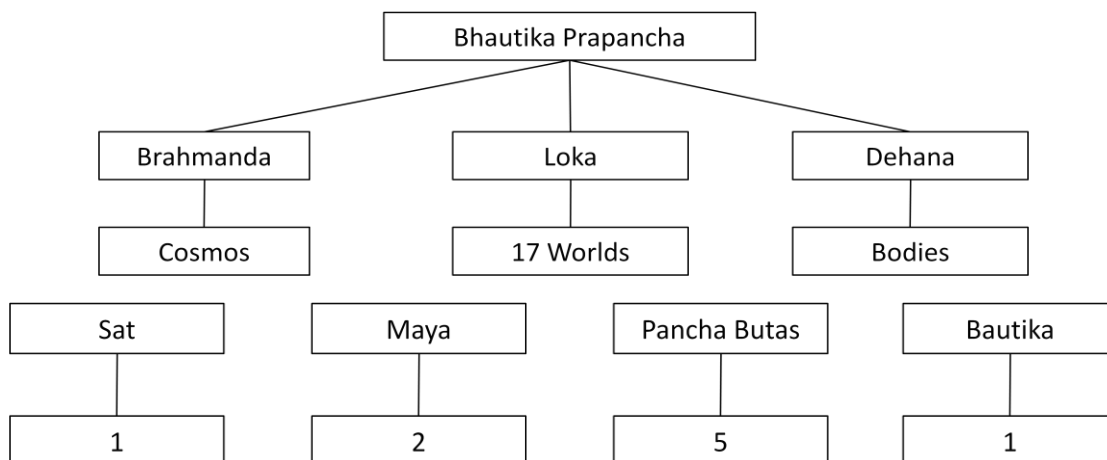 Bhautika Prapancha
Brahmanda
Loka
Dehana
Cosmos
17 Worlds
Bodies
Sat
Maya
Pancha Butas
Bautika
1
2
5
1